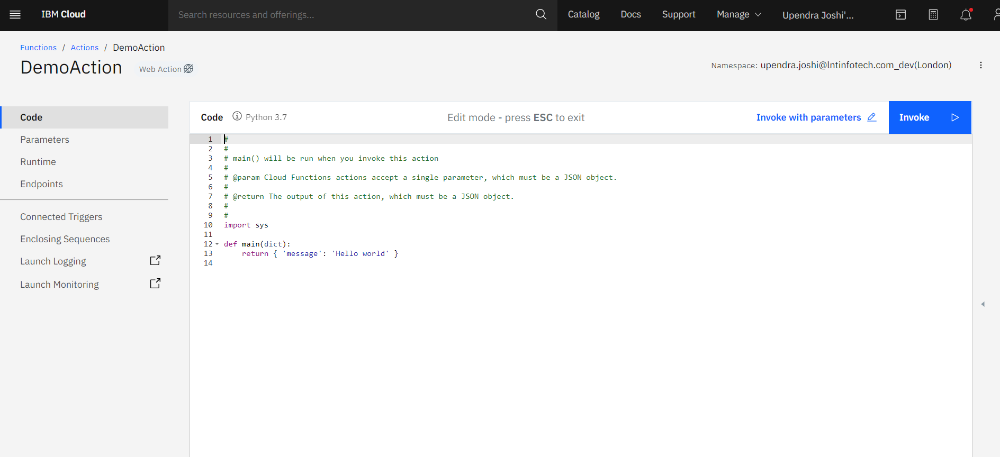 IBM Cloud
Search resources and offerings...
Catalog
Docs
Support
Manage
Upendra Joshi'...
Functions / Actions / DemoAction
DemoAction
Web Action
Namespace: upendra.joshi@lntinfotech.com_dev(London)
Code
Parameters
Runtime
Endpoints
Connected Triggers
Enclosing Sequences
Launch Logging
Launch Monitoring
Code
Python 3.7
Edit mode - press ESC to exit
Invoke with parameters
Invoke
1 #
2 #
3 # main() will be run when you invoke this action
4 #
5 # @param Cloud Functions actions accept a single parameter, which must be a JSON object.
6 #
7 # @return The output of this action, which must be a JSON object.
8 #
9 #
10 import sys
11
12 def main(dict):
13 return { 'message': 'Hello world' }
14